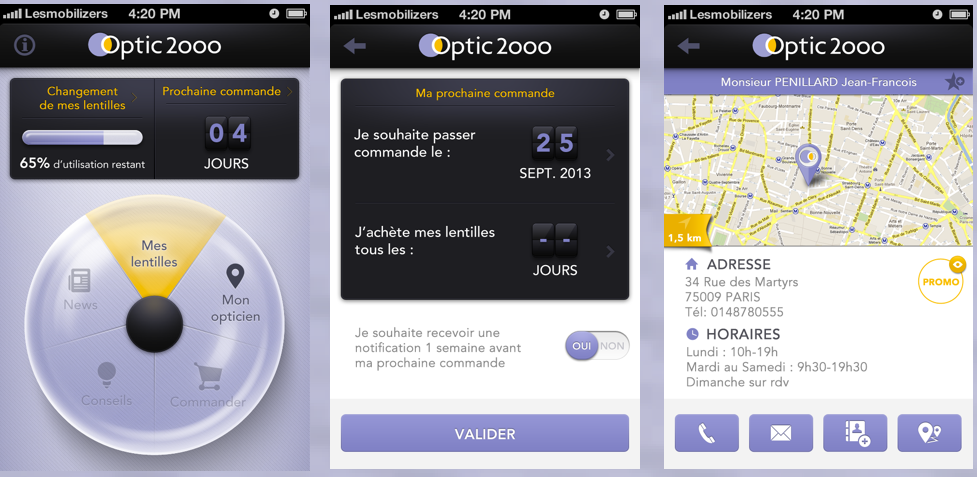 Lesmobilizers 4:20 PM
Optic 2000
Changement
de mes lentilles
65% d'utilisation restant
Prochaine commande
04
JOURS
Mes
lentilles
News
Mon
opticien
Conseils
Commander
Lesmobilizers 4:20 PM
Optic 2000
Ma prochaine commande
Je souhaite passer
commande le :
25
SEPT. 2013
J'achète mes lentilles
tous les :
--
JOURS
Je souhaite recevoir une
notification 1 semaine avant
ma prochaine commande
OUI NON
VALIDER
Lesmobilizers 4:20 PM
Optic 2000
Monsieur PENILLARD Jean-Francois
1,5 km
ADRESSE
34 Rue des Martyrs
75009 PARIS
Tél: 0148780555
PROMO
HORAIRES
Lundi : 10h-19h
Mardi au Samedi : 9h30-19h30
Dimanche sur rdv